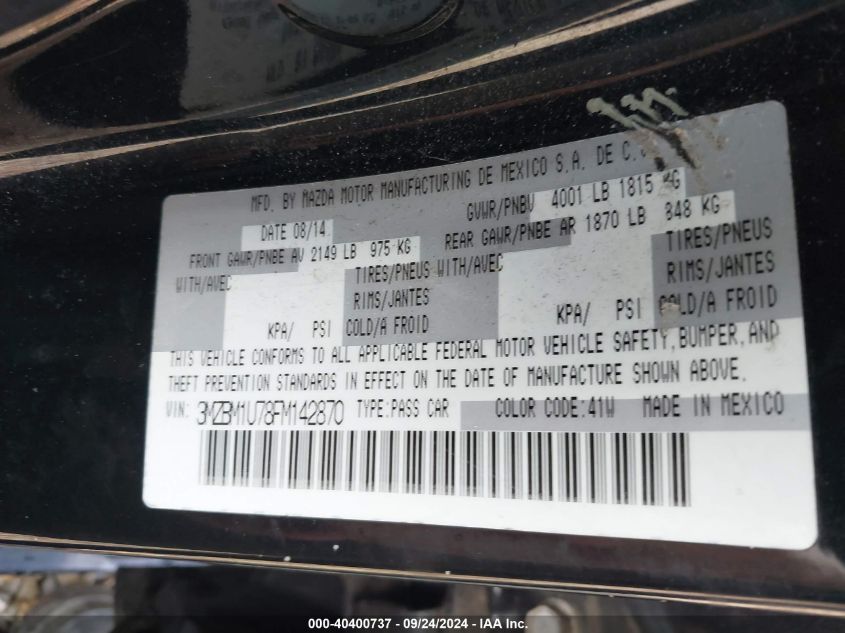 MFD. BY MAZDA MOTOR MANUFACTURING DE MEXICO S.A. DE C.
DATE 08/14 GVWR/PNBV 4001 LB 1815 KG
FRONT GAWR/PNBE AV 2149 LB 975 KG REAR GAWR/PNBE AR 1870 LB 848 KG
WITH/AVEC TIRES/PNEUS WITH/AVEC TIRES/PNEUS
RIMS/JANTES RIMS/JANTES
KPA/ PSI COLD/A FROID KPA/ PSI COLD/A FROID
THIS VEHICLE CONFORMS TO ALL APPLICABLE FEDERAL MOTOR VEHICLE SAFETY, BUMPER, AND
THEFT PREVENTION STANDARDS IN EFFECT ON THE DATE OF MANUFACTURE SHOWN ABOVE.
VIN: 3MZBM1U78FM142870 TYPE:PASS CAR COLOR CODE:41W MADE IN MEXICO
000-40400737 - 09/24/2024 - IAA Inc.